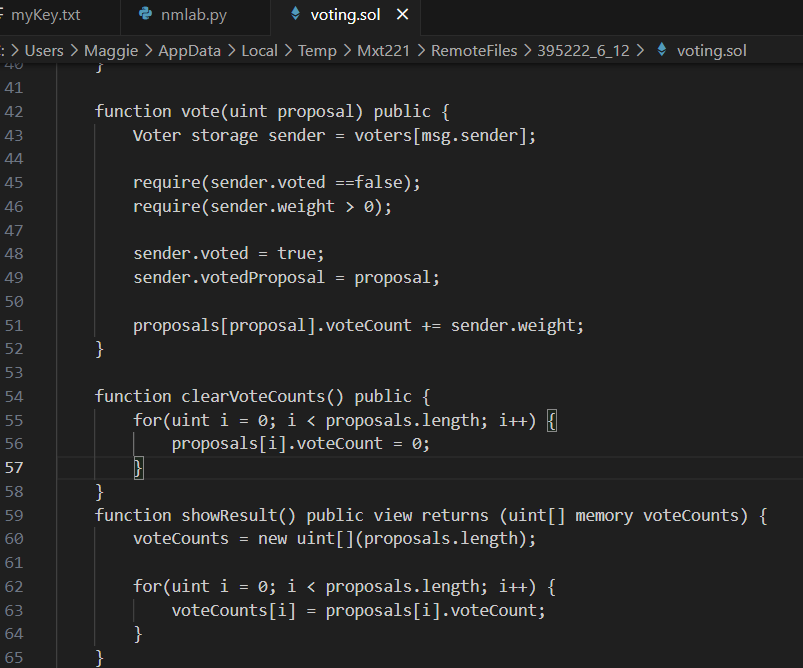 myKey.txt nmlab.py voting.sol
Users > Maggie > AppData > Local > Temp > Mxt221 > RemoteFiles > 395222_6_12 > voting.sol
40 }
41
42 function vote(uint proposal) public {
43 Voter storage sender = voters[msg.sender];
44
45 require(sender.voted ==false);
46 require(sender.weight > 0);
47
48 sender.voted = true;
49 sender.votedProposal = proposal;
50
51 proposals[proposal].voteCount += sender.weight;
52 }
53
54 function clearVoteCounts() public {
55 for(uint i = 0; i < proposals.length; i++) {
56 proposals[i].voteCount = 0;
57 }
58 }
59 function showResult() public view returns (uint[] memory voteCounts) {
60 voteCounts = new uint[](proposals.length);
61
62 for(uint i = 0; i < proposals.length; i++) {
63 voteCounts[i] = proposals[i].voteCount;
64 }
65 }